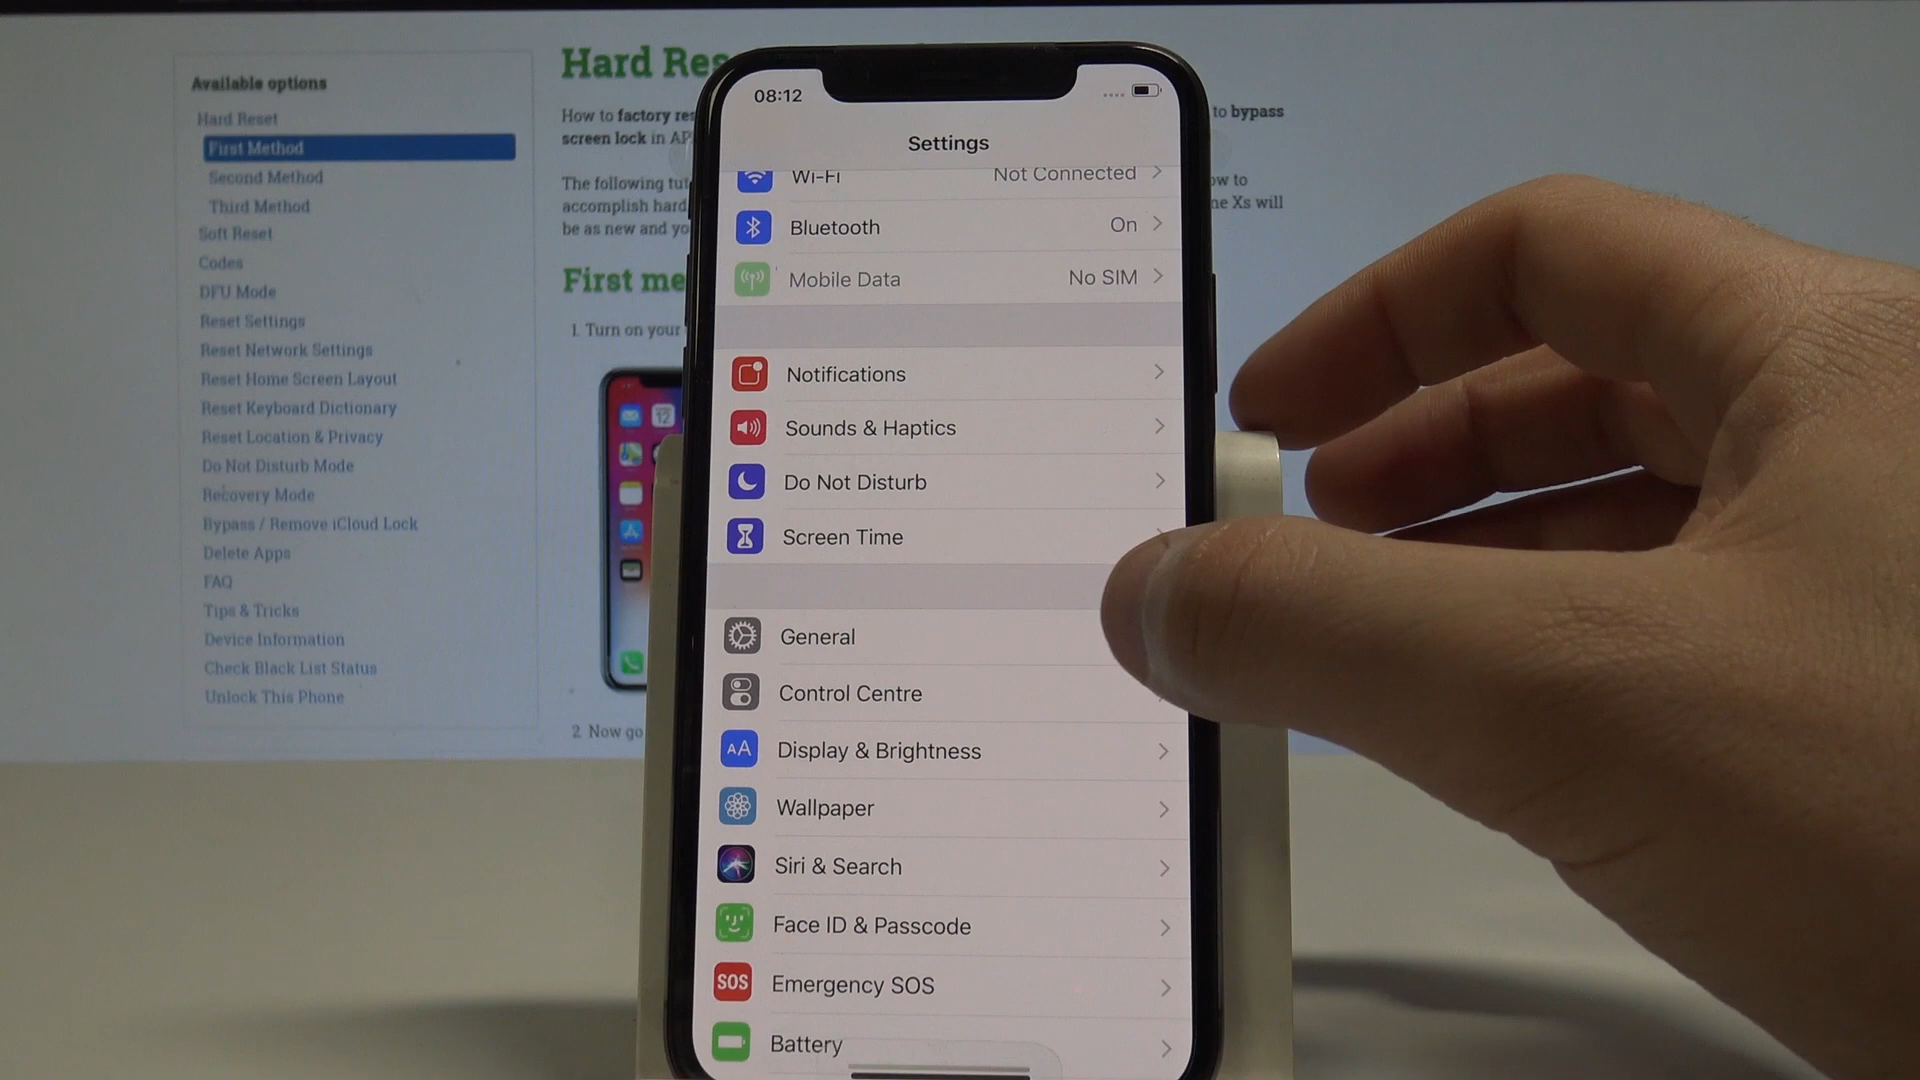 Available options
Hard Reset
First Method
Second Method
Third Method
Soft Reset
Codes
DFU Mode
Reset Settings
Reset Network Settings
Reset Home Screen Layout
Reset Keyboard Dictionary
Reset Location & Privacy
Do Not Disturb Mode
Recovery Mode
Bypass / Remove iCloud Lock
Delete Apps
FAQ
Tips & Tricks
Device Information
Check Black List Status
Unlock This Phone
Hard Res
How to factory res
to bypass
screen lock in AP
The following tut
ow to
accomplish hard
ne Xs will
be as new and yo
First me
1. Turn on your
12
2. Now go
08:12
Settings
Wi-Fi Not Connected
Bluetooth On
Mobile Data No SIM
Notifications
Sounds & Haptics
Do Not Disturb
Screen Time
General
Control Centre
AA Display & Brightness
Wallpaper
Siri & Search
Face ID & Passcode
SOS Emergency SOS
Battery